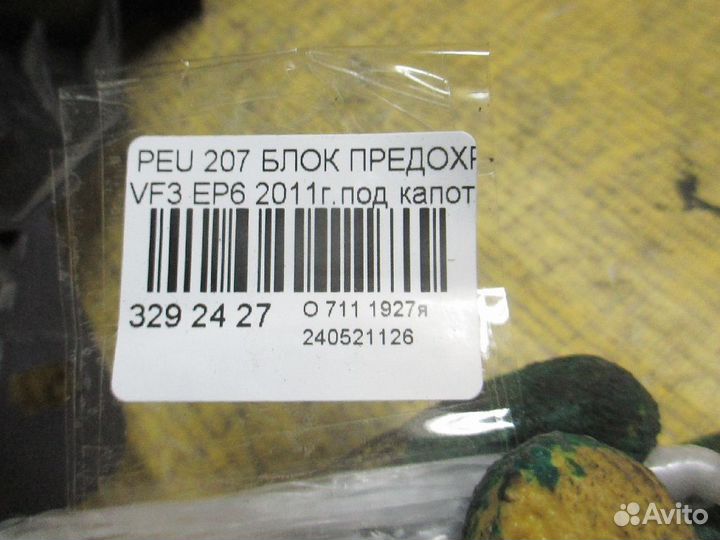 PEU 207 БЛОК ПРЕДОХР
VF3 EP6 2011г.под капот
329 24 27
О 711 1927я
240521126
Avito